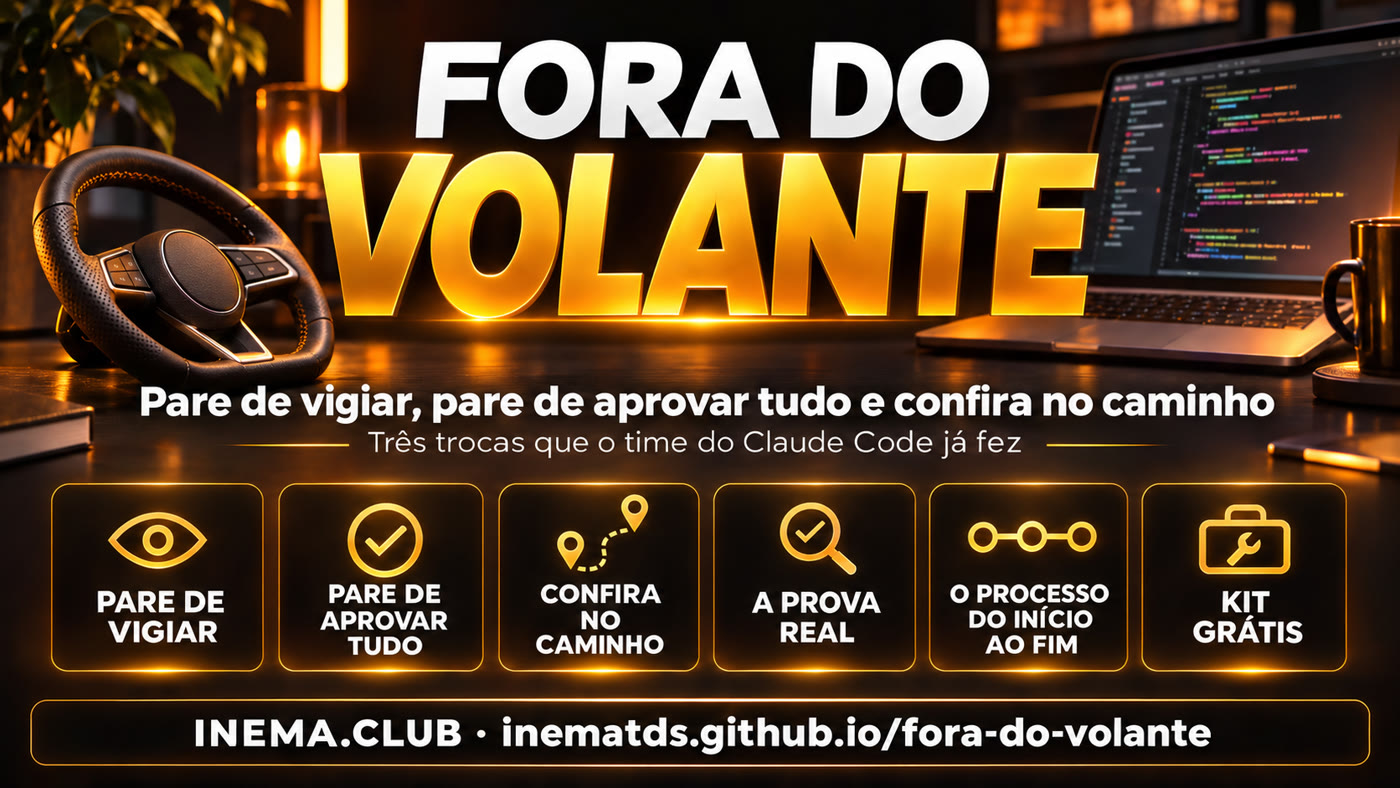 FORA DO
VOLANTE
Pare de vigiar, pare de aprovar tudo e confira no caminho
Três trocas que o time do Claude Code já fez
PARE DE
VIGIAR
PARE DE
APROVAR
TUDO
CONFIRA
NO
CAMINHO
A PROVA
REAL
O PROCESSO
DO INÍCIO
AO FIM
KIT
GRÁTIS
INEMA.CLUB · inematds.github.io/fora-do-volante